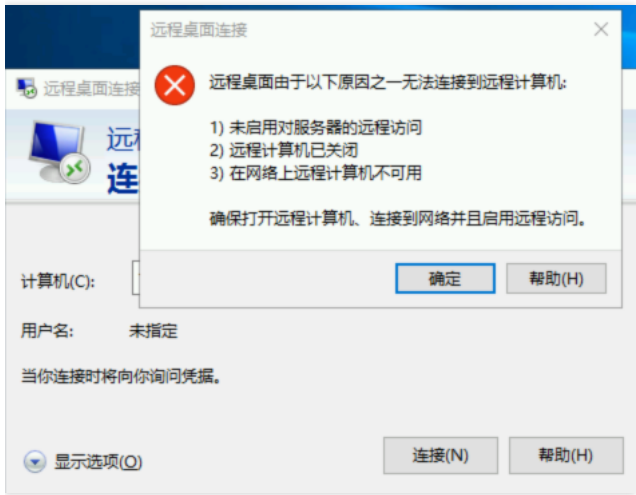 远程桌面连接
远程桌面连接
远程桌面由于以下原因之一无法连接到远程计算机:
1) 未启用对服务器的远程访问
2) 远程计算机已关闭
3) 在网络上远程计算机不可用
确保打开远程计算机、连接到网络并且启用远程访问。
确定
帮助(H)
远程
连
计算机(C):
用户名: 未指定
当你连接时将向你询问凭据。
显示选项(O)
连接(N)
帮助(H)